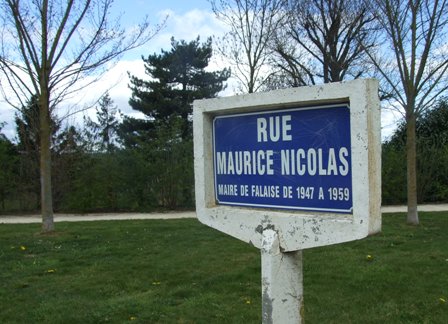 RUE
MAURICE NICOLAS
MAIRE DE FALAISE DE 1947 A 1959